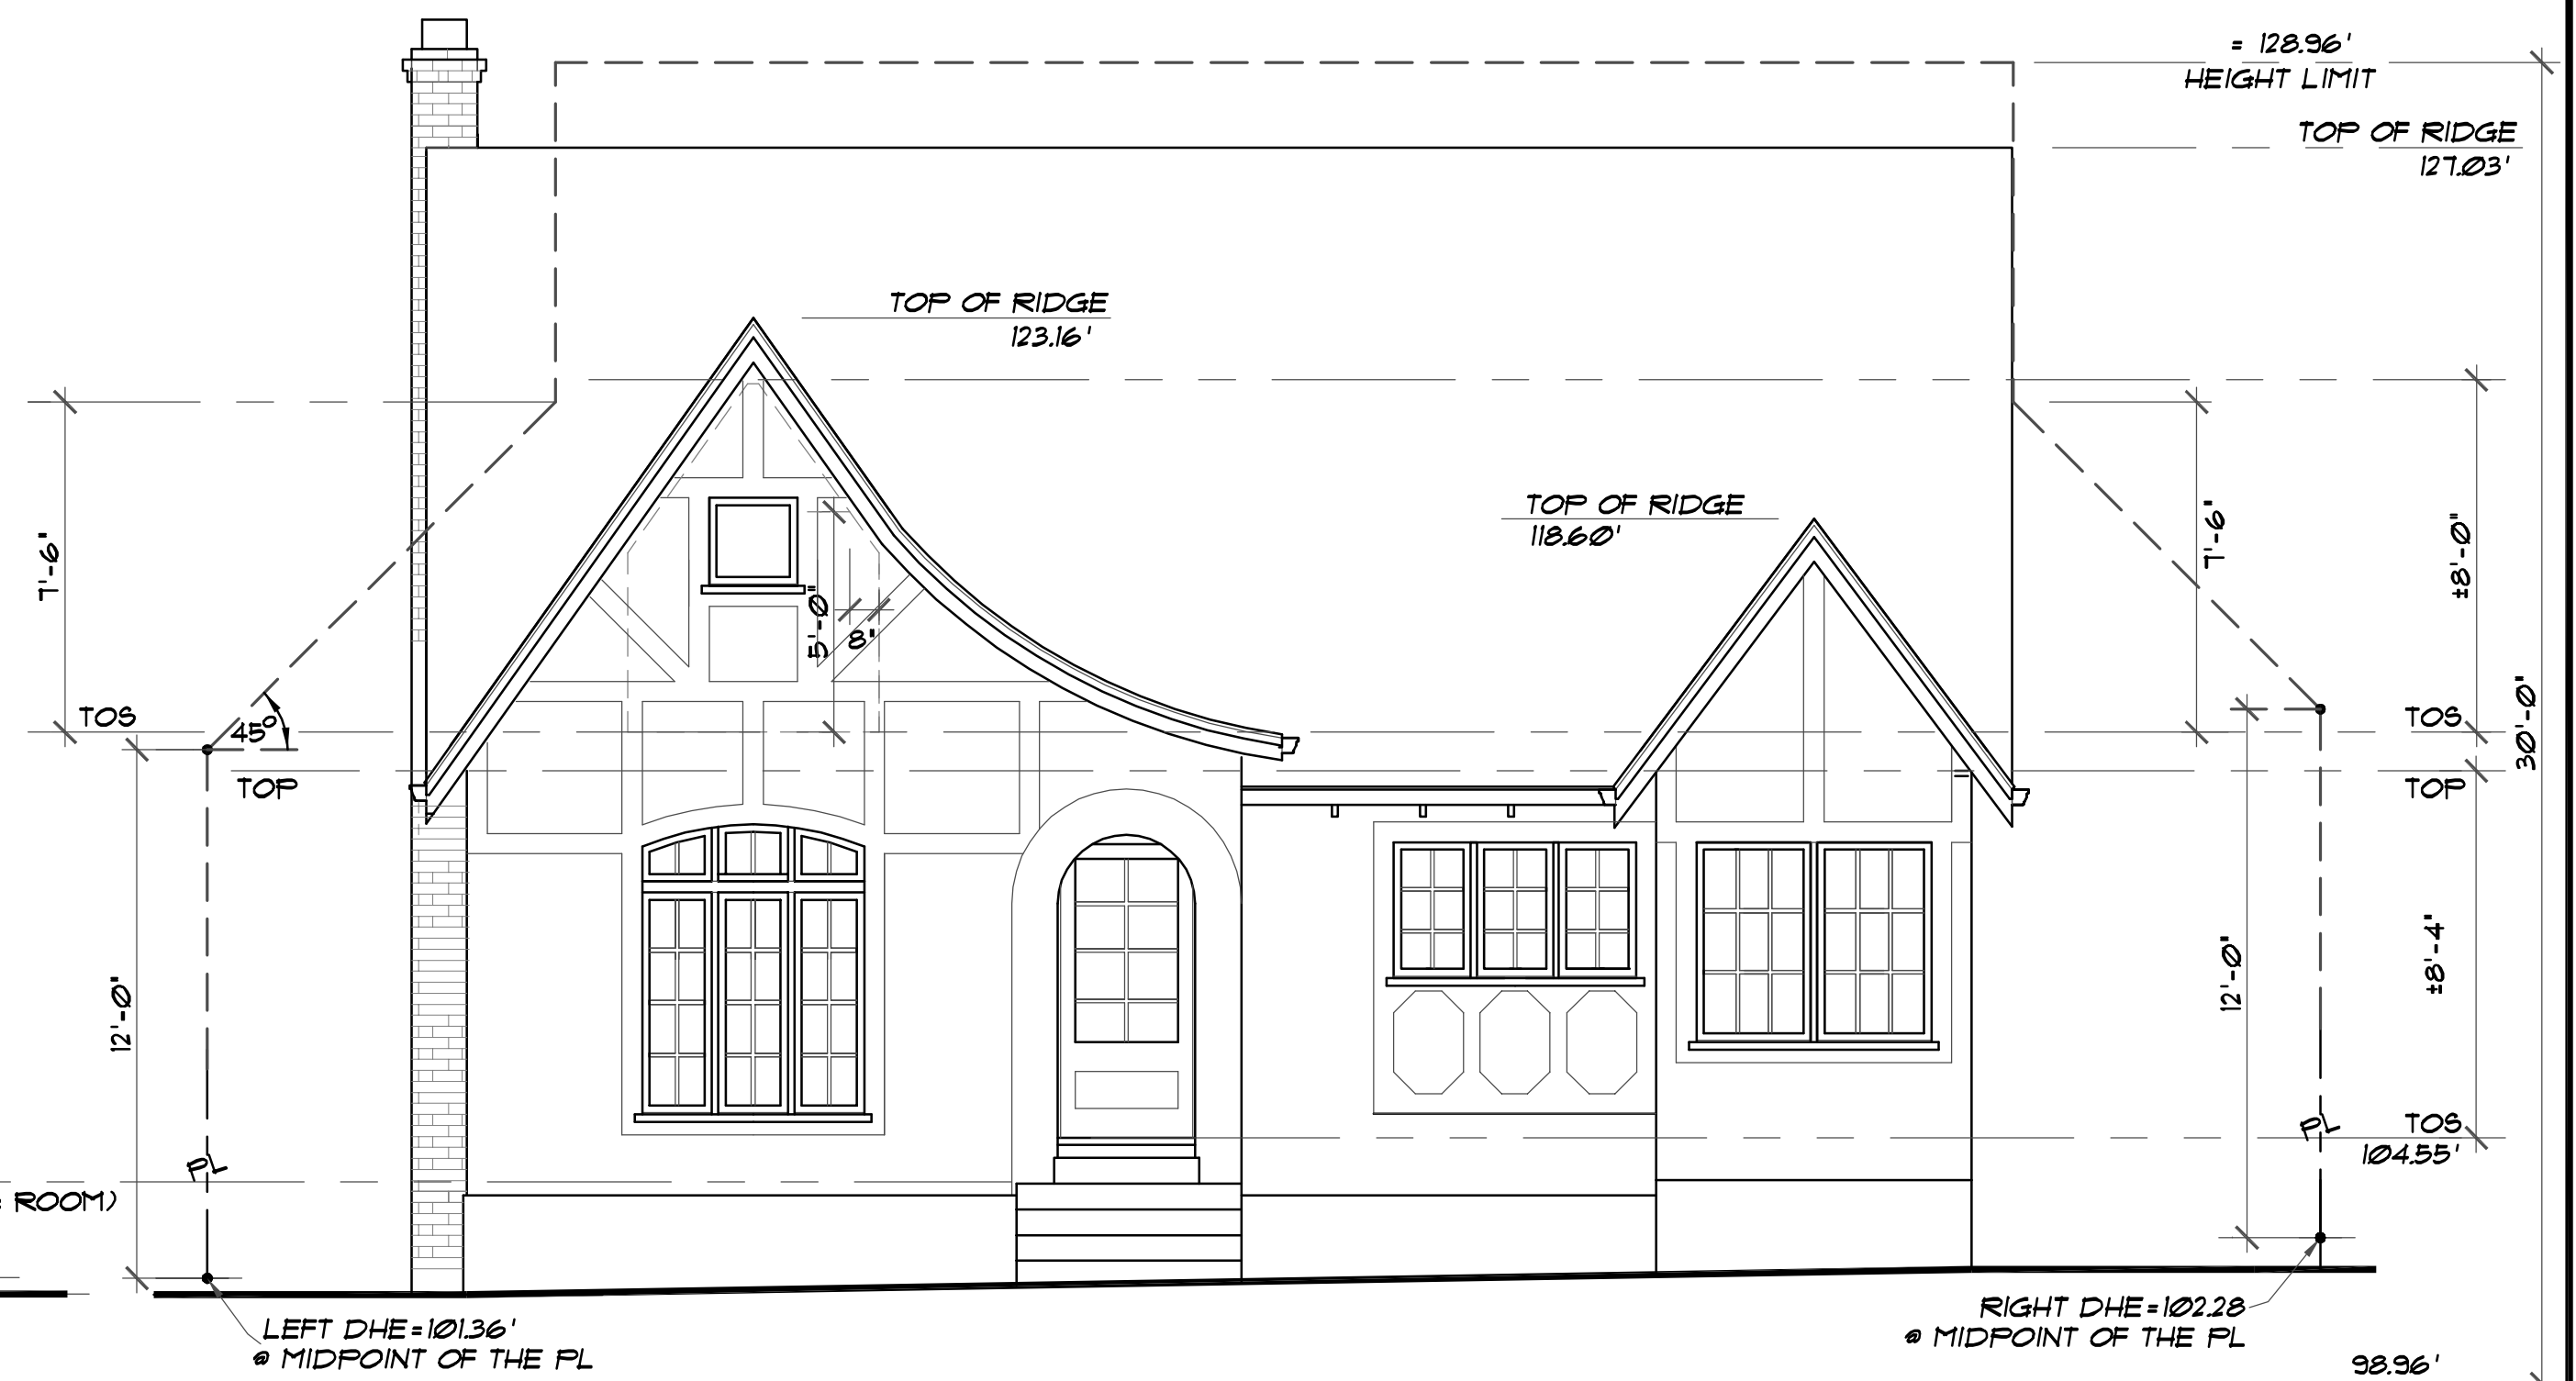 = 128.96'
HEIGHT LIMIT
TOP OF RIDGE
127.03'
TOP OF RIDGE
123.16'
TOP OF RIDGE
118.60'
7'-6"
7'-6"
±8'-0"
5'-0"
8"
30'-0"
TOS
45°
TOP
TOS
TOP
12'-0"
12'-0"
±8'-4"
PL
PL
TOS
104.55'
ROOM)
LEFT DHE=101.36'
@ MIDPOINT OF THE PL
RIGHT DHE=102.28
@ MIDPOINT OF THE PL
98.96'